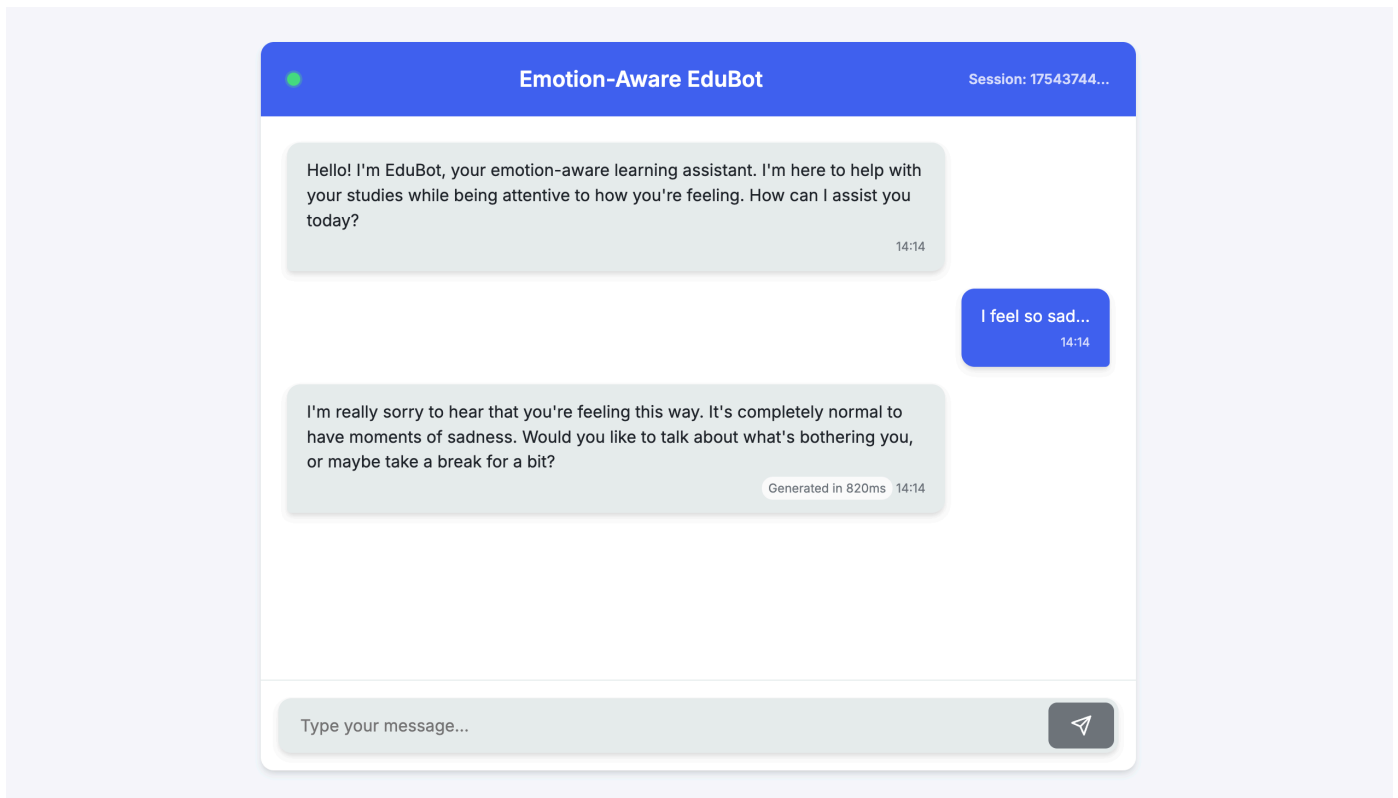 Emotion-Aware EduBot
Session: 17543744...
Hello! I'm EduBot, your emotion-aware learning assistant. I'm here to help with
your studies while being attentive to how you're feeling. How can I assist you
today?
14:14
I feel so sad...
14:14
I'm really sorry to hear that you're feeling this way. It's completely normal to
have moments of sadness. Would you like to talk about what's bothering you,
or maybe take a break for a bit?
Generated in 820ms 14:14
Type your message...